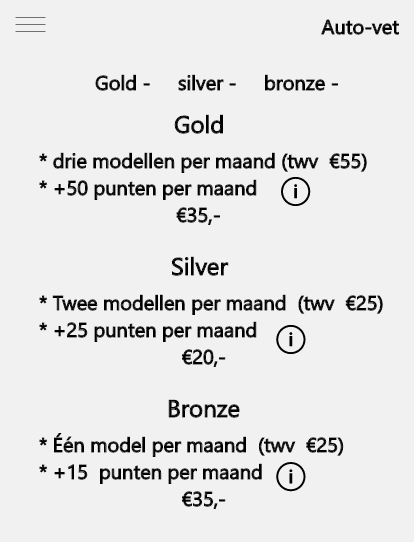 Auto-vet
Gold - silver - bronze -
Gold
* drie modellen per maand (twv €55)
* +50 punten per maand i
€35,-
Silver
* Twee modellen per maand (twv €25)
* +25 punten per maand i
€20,-
Bronze
* Één model per maand (twv €25)
* +15 punten per maand i
€35,-